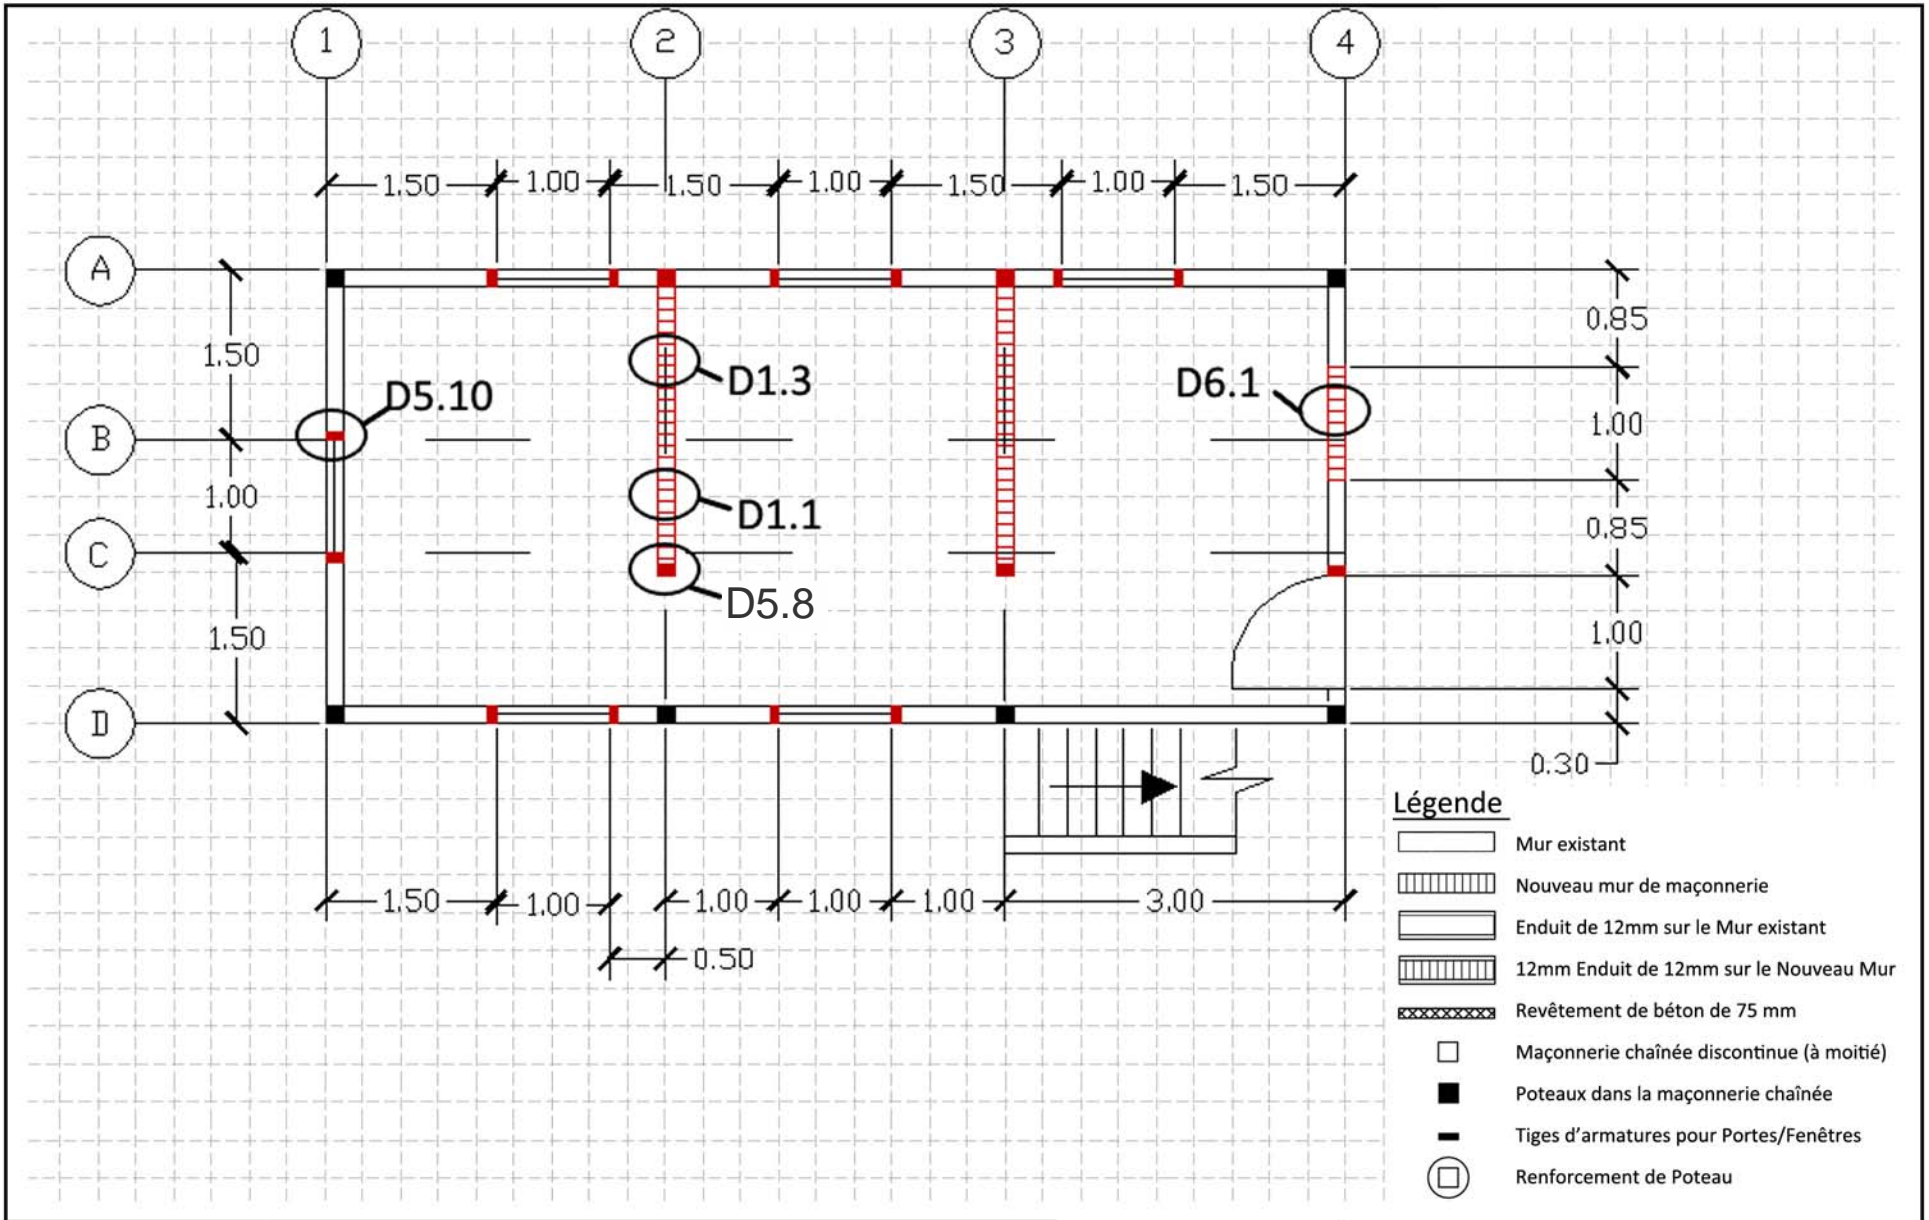 1 2 3 4
1.50 1.00 1.50 1.00 1.50 1.00 1.50
A
0.85
1.50
D1.3
D6.1
D5.10
1.00
B
1.00
D1.1
0.85
C
D5.8
1.50
1.00
D
0.30
1.50 1.00 1.00 1.00 1.00 3.00
0.50
Légende
Mur existant
Nouveau mur de maçonnerie
Enduit de 12mm sur le Mur existant
12mm Enduit de 12mm sur le Nouveau Mur
Revêtement de béton de 75 mm
Maçonnerie chaînée discontinue (à moitié)
Poteaux dans la maçonnerie chaînée
Tiges d'armatures pour Portes/Fenêtres
Renforcement de Poteau